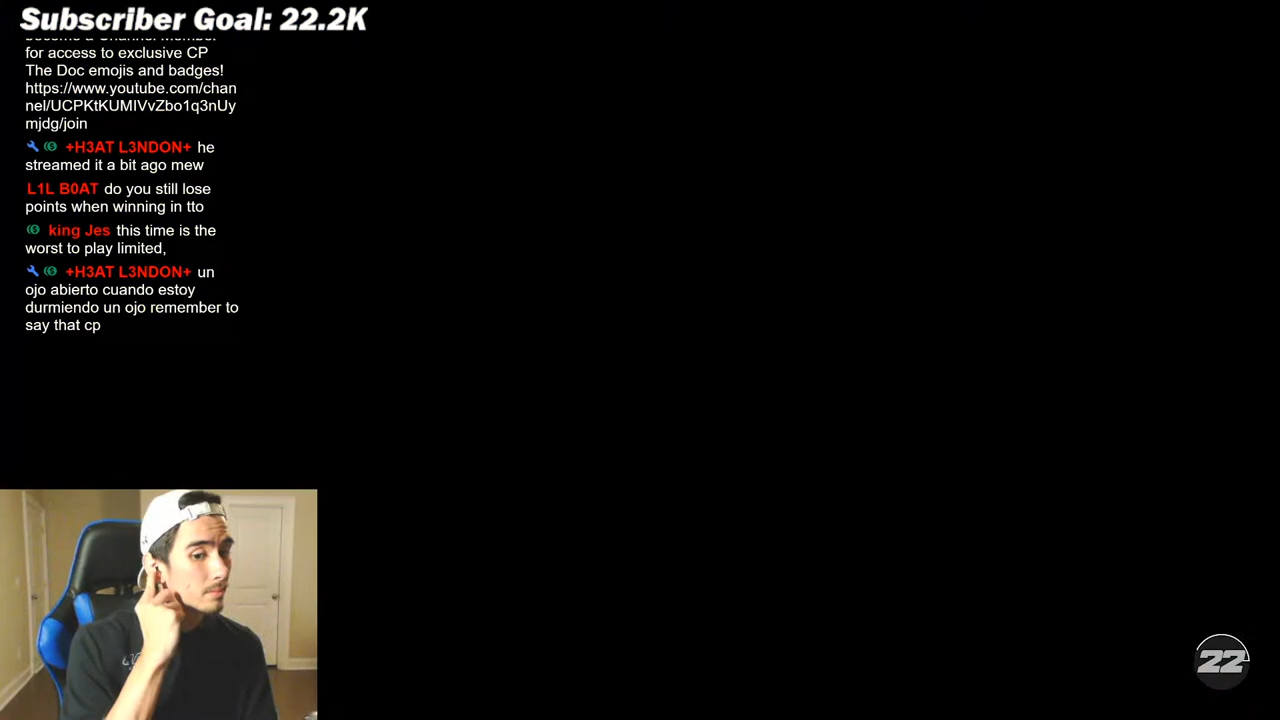 Subscriber Goal: 22.2K
become a Channel Member
for access to exclusive CP
The Doc emojis and badges!
https://www.youtube.com/chan
nel/UCPKtKUMIVvZbo1q3nUy
mjdg/join
+H3AT L3NDON+ he
streamed it a bit ago mew
L1L B0AT do you still lose
points when winning in tto
king Jes this time is the
worst to play limited,
+H3AT L3NDON+ un
ojo abierto cuando estoy
durmiendo un ojo remember to
say that cp
22